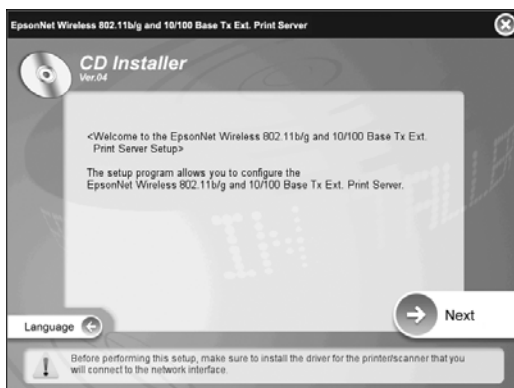 EpsonNet Wireless 802.11b/g and 10/100 Base Tx Ext. Print Server
CD Installer
Ver.04
<Welcome to the EpsonNet Wireless 802.11b/g and 10/100 Base Tx Ext.
Print Server Setup>
The setup program allows you to configure the
EpsonNet Wireless 802.11b/g and 10/100 Base Tx Ext. Print Server.
Next
Language
Before performing this setup, make sure to install the driver for the printer/scanner that you
will connect to the network interface.